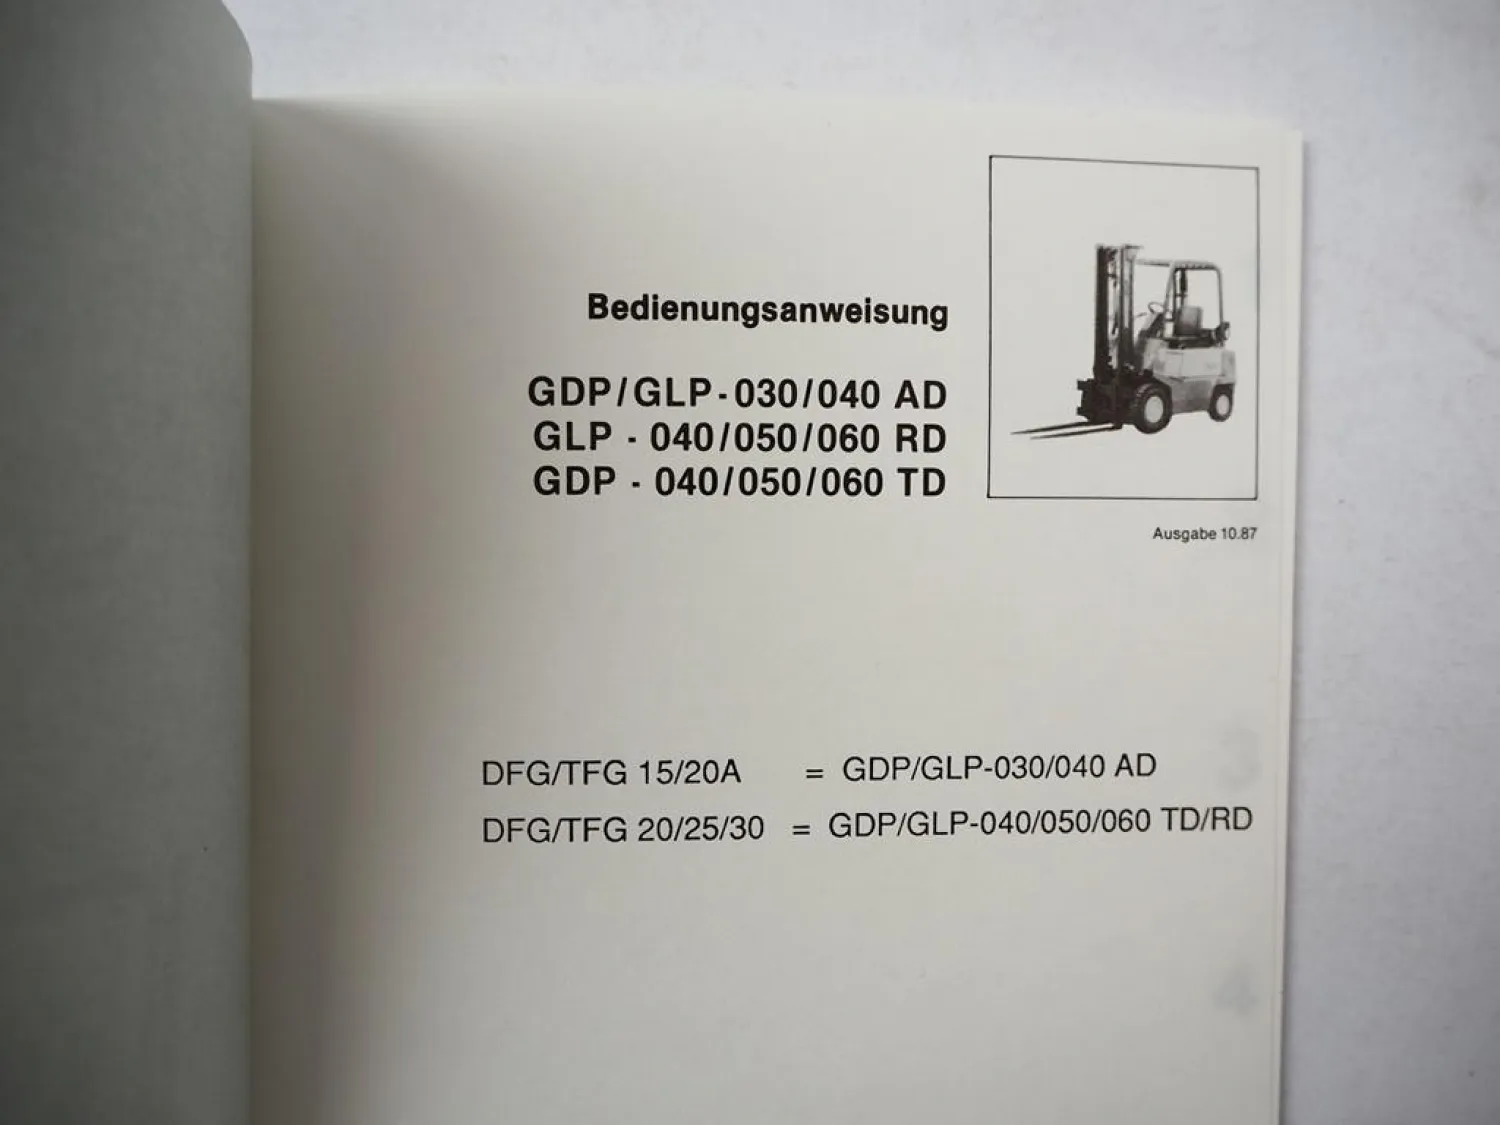 Bedienungsanweisung
GDP/GLP-030/040 AD
GLP - 040/050/060 RD
GDP - 040/050/060 TD
Ausgabe 10.87
DFG/TFG 15/20A = GDP/GLP-030/040 AD
DFG/TFG 20/25/30 = GDP/GLP-040/050/060 TD/RD
3
4